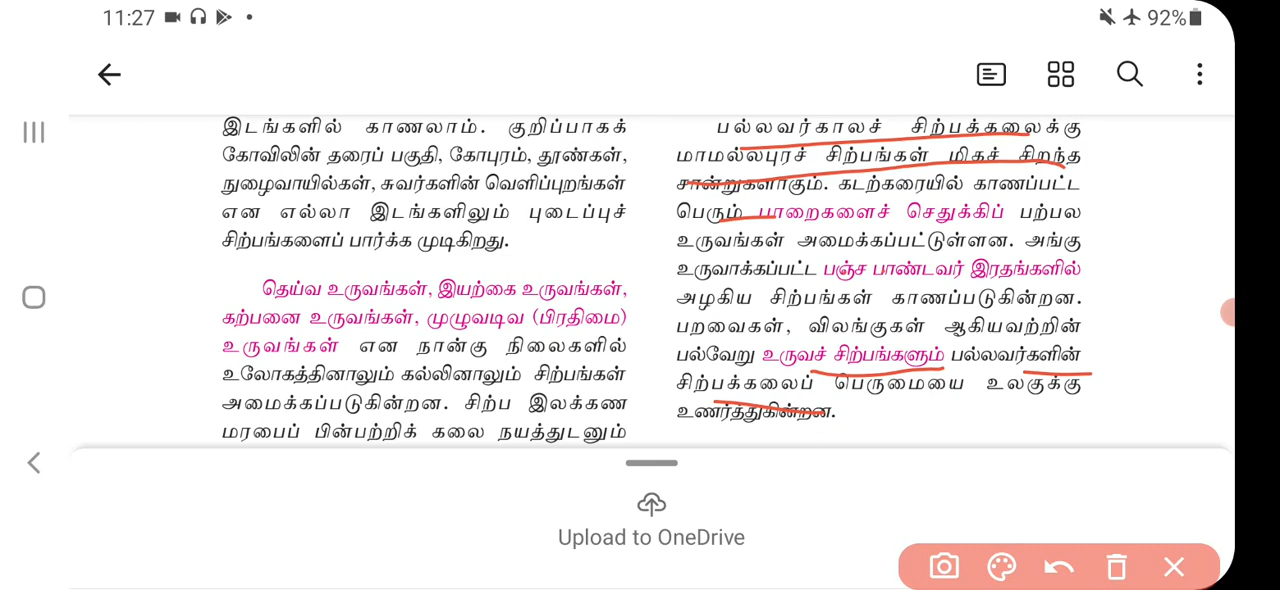 11:27
92%
இடங்களில் காணலாம். குறிப்பாகக்
கோவிலின் தரைப் பகுதி, கோபுரம், தூண்கள்,
நுழைவாயில்கள், சுவர்களின் வெளிப்புறங்கள்
என எல்லா இடங்களிலும் புடைப்புச்
சிற்பங்களைப் பார்க்க முடிகிறது.
தெய்வ உருவங்கள், இயற்கை உருவங்கள்,
கற்பனை உருவங்கள், முழுவடிவ (பிரதிமை)
உருவங்கள் என நான்கு நிலைகளில்
உலோகத்தினாலும் கல்லினாலும் சிற்பங்கள்
அமைக்கப்படுகின்றன. சிற்ப இலக்கண
மரபைப் பின்பற்றிக் கலை நயத்துடனும்
பல்லவர்காலச் சிற்பக்கலைக்கு
மாமல்லபுரச் சிற்பங்கள் மிகச் சிறந்த
சான்றுகளாகும். கடற்கரையில் காணப்பட்ட
பெரும் பாறைகளைச் செதுக்கிப் பற்பல
உருவங்கள் அமைக்கப்பட்டுள்ளன. அங்கு
உருவாக்கப்பட்ட பஞ்ச பாண்டவர் இரதங்களில்
அழகிய சிற்பங்கள் காணப்படுகின்றன.
பறவைகள், விலங்குகள் ஆகியவற்றின்
பல்வேறு உருவச் சிற்பங்களும் பல்லவர்களின்
சிற்பக்கலைப் பெருமையை உலகுக்கு
உணர்த்துகின்றன.
Upload to OneDrive